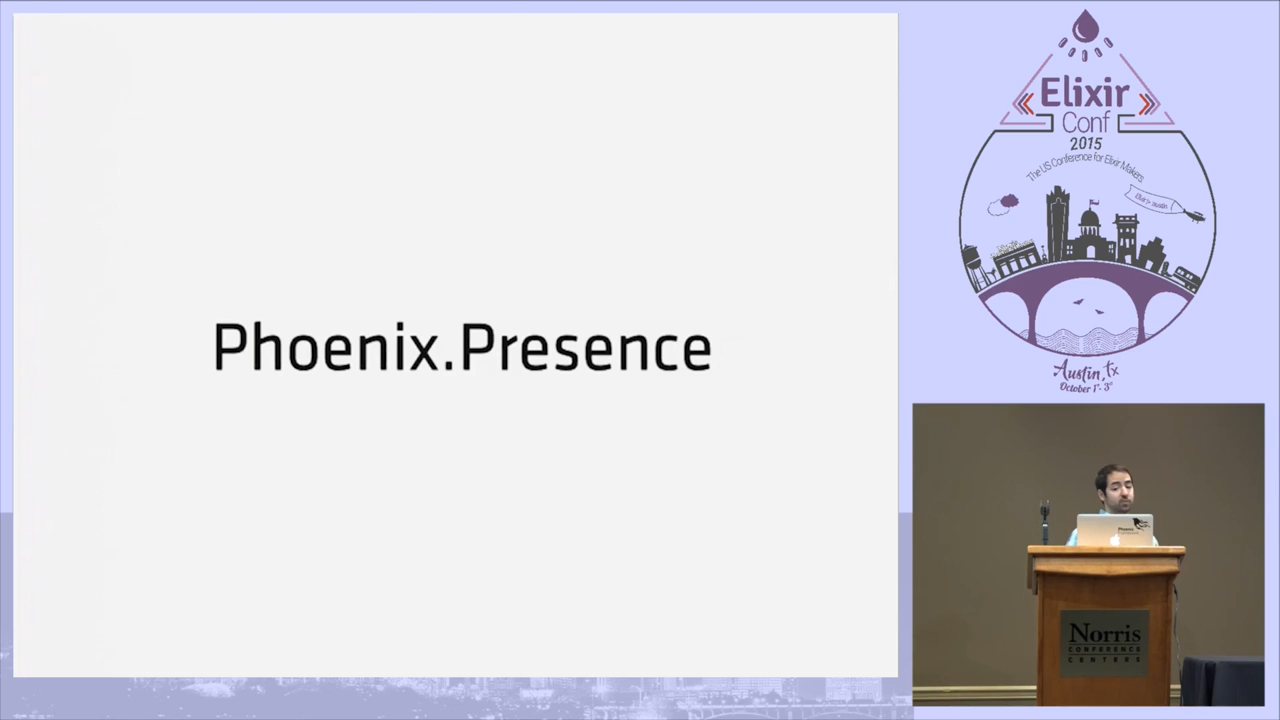 Phoenix.Presence
Elixir
Conf
2015
The US Conference for Elixir Makers
Austin, Tx
October 1st - 3rd
Phoenix
Norris
CONFERENCE
CENTERS